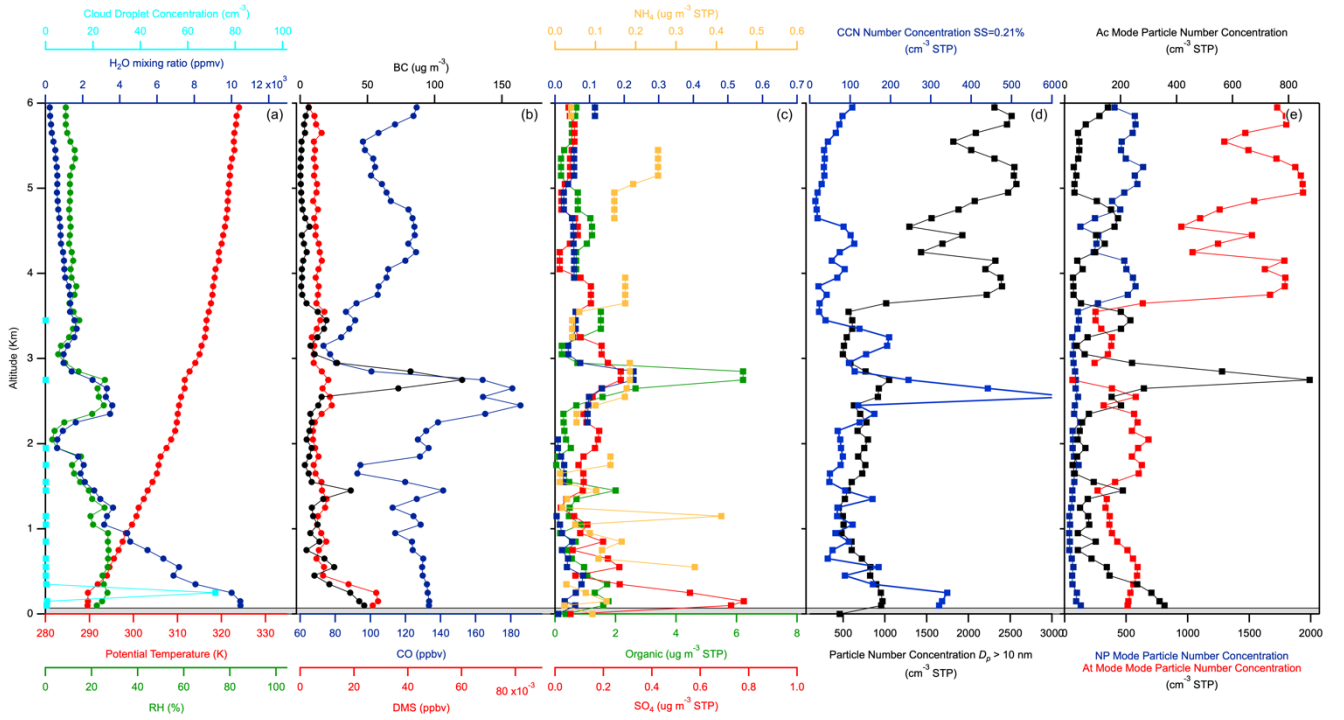 Cloud Droplet Concentration (cm-3)
0 20 40 60 80 100
H2O mixing ratio (ppmv)
0 2 4 6 8 10 12 x10-3
BC (ug m-3)
0 50 100 150
NH4 (ug m-3 STP)
0.0 0.1 0.2 0.3 0.4 0.5 0.6
0.0 0.1 0.2 0.3 0.4 0.5 0.6 0.7
CCN Number Concentration SS=0.21%
(cm-3 STP)
0 100 200 300 400 500 600
Ac Mode Particle Number Concentration
(cm-3 STP)
0 200 400 600 800
(a)
(b)
(c)
(d)
(e)
Altitude (Km)
6
5
4
3
2
1
0
280 290 300 310 320 330
Potential Temperature (K)
0 20 40 60 80 100
RH (%)
60 80 100 120 140 160 180
CO (ppbv)
0 20 40 60 80 x10-3
DMS (ppbv)
0 2 4 6 8
Organic (ug m-3 STP)
0.0 0.2 0.4 0.6 0.8 1.0
SO4 (ug m-3 STP)
500 1000 1500 2000 2500 3000
Particle Number Concentration Dp > 10 nm
(cm-3 STP)
0 500 1000 1500 2000
NP Mode Particle Number Concentration
At Mode Mode Particle Number Concentration
(cm-3 STP)